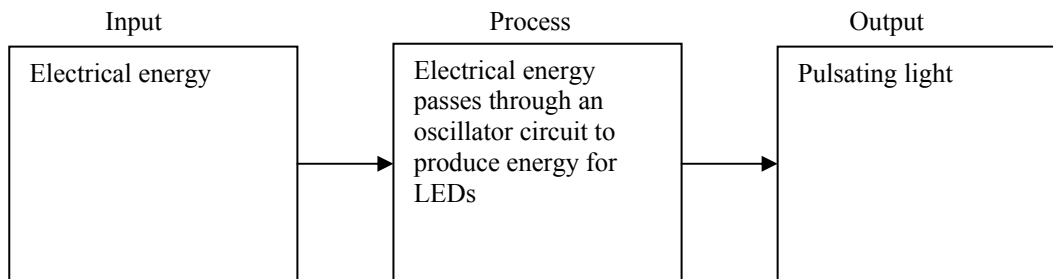 Input
Process
Output
Electrical energy
Electrical energy
passes through an
oscillator circuit to
produce energy for
LEDs
Pulsating light